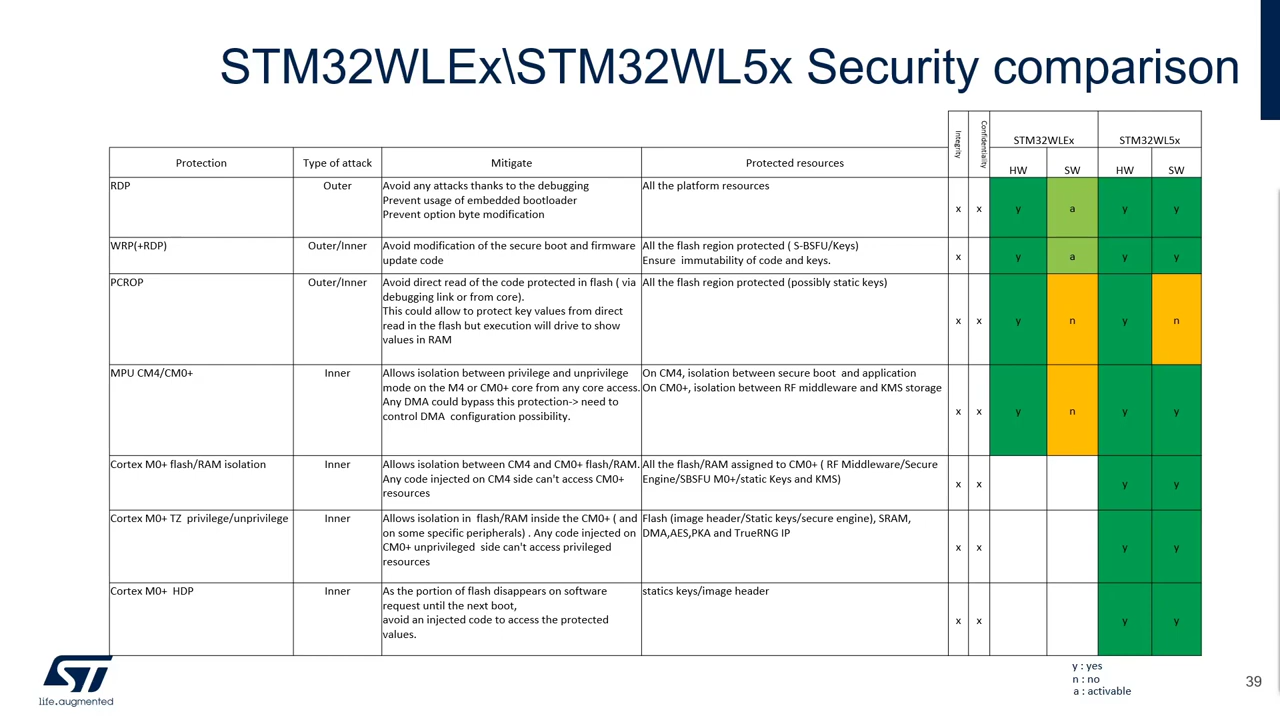 STM32WLEx\STM32WL5x Security comparison
Integrity
Confidentiality
STM32WLEx
STM32WL5x
Protection
Type of attack
Mitigate
Protected resources
HW
SW
HW
SW
RDP
Outer
Avoid any attacks thanks to the debugging
Prevent usage of embedded bootloader
Prevent option byte modification
All the platform resources
x
x
y
a
y
y
WRP(+RDP)
Outer/Inner
Avoid modification of the secure boot and firmware
update code
All the flash region protected ( S-BSFU/Keys)
Ensure immutability of code and keys.
x
y
a
y
y
PCROP
Outer/Inner
Avoid direct read of the code protected in flash ( via
debugging link or from core).
This could allow to protect key values from direct
read in the flash but execution will drive to show
values in RAM
All the flash region protected (possibly static keys)
x
x
y
n
y
n
MPU CM4/CM0+
Inner
Allows isolation between privilege and unprivilege
mode on the M4 or CM0+ core from any core access.
Any DMA could bypass this protection-> need to
control DMA configuration possibility.
On CM4, isolation between secure boot and application
On CM0+, isolation between RF middleware and KMS storage
x
x
y
n
y
y
Cortex M0+ flash/RAM isolation
Inner
Allows isolation between CM4 and CM0+ flash/RAM.
Any code injected on CM4 side can't access CM0+
resources
All the flash/RAM assigned to CM0+ ( RF Middleware/Secure
Engine/SBSFU M0+/static Keys and KMS)
x
x
y
y
Cortex M0+ TZ privilege/unprivilege
Inner
Allows isolation in flash/RAM inside the CM0+ ( and
on some specific peripherals) . Any code injected on
CM0+ unprivileged side can't access privileged
resources
Flash (image header/Static keys/secure engine), SRAM,
DMA,AES,PKA and TrueRNG IP
x
x
y
y
Cortex M0+ HDP
Inner
As the portion of flash disappears on software
request until the next boot,
avoid an injected code to access the protected
values.
statics keys/image header
x
x
y
y
y : yes
n : no
a : activable
ST
life.augmented
39